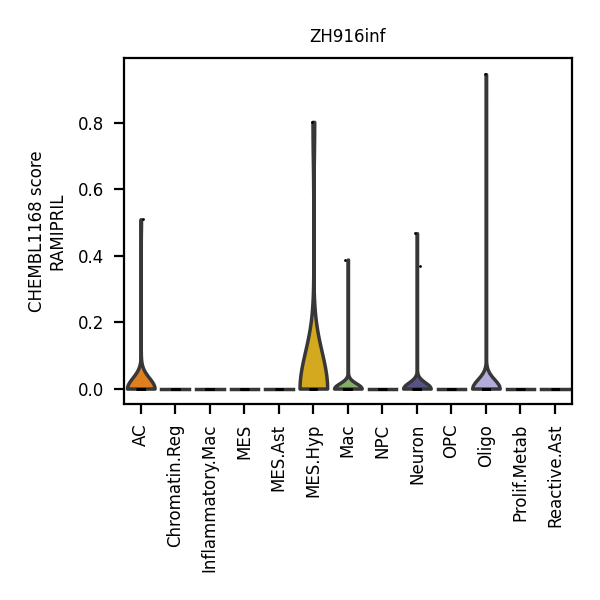 ZH916inf
CHEMBL1168 score
RAMIPRIL
0.8
0.6
0.4
0.2
0.0
AC
Chromatin.Reg
Inflammatory.Mac
MES
MES.Ast
MES.Hyp
Mac
NPC
Neuron
OPC
Oligo
Prolif.Metab
Reactive.Ast